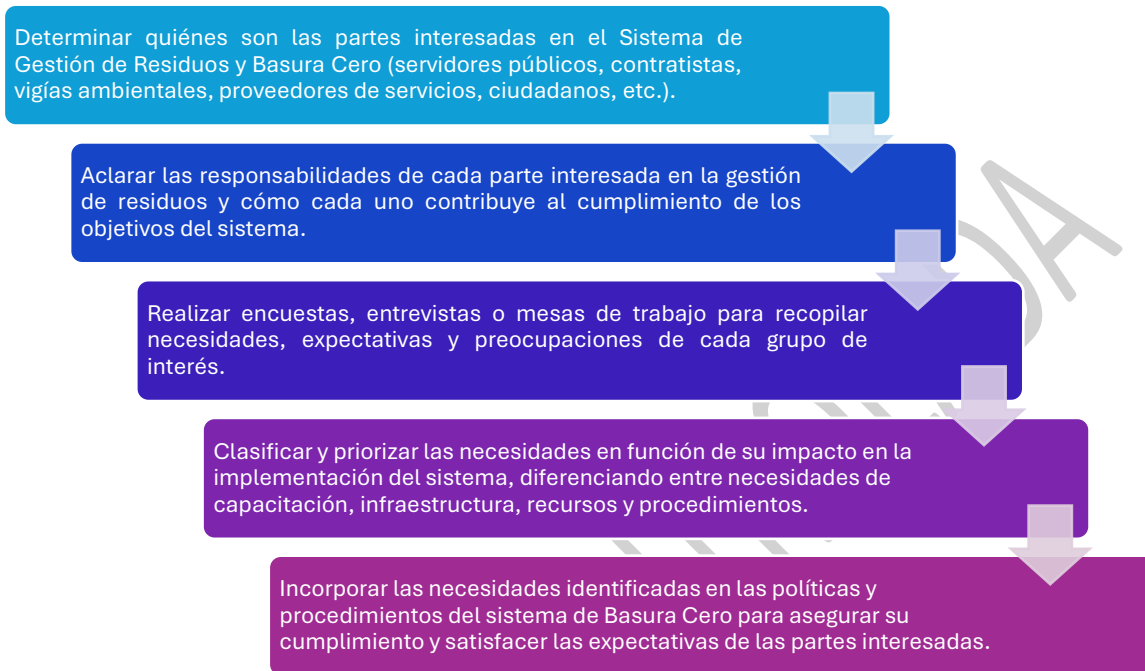 Determinar quiénes son las partes interesadas en el Sistema de
Gestión de Residuos y Basura Cero (servidores públicos, contratistas,
vigías ambientales, proveedores de servicios, ciudadanos, etc.).
Aclarar las responsabilidades de cada parte interesada en la gestión
de residuos y cómo cada uno contribuye al cumplimiento de los
objetivos del sistema.
Realizar encuestas, entrevistas o mesas de trabajo para recopilar
necesidades, expectativas y preocupaciones de cada grupo de
interés.
Clasificar y priorizar las necesidades en función de su impacto en la
implementación del sistema, diferenciando entre necesidades de
capacitación, infraestructura, recursos y procedimientos.
Incorporar las necesidades identificadas en las políticas y
procedimientos del sistema de Basura Cero para asegurar su
cumplimiento y satisfacer las expectativas de las partes interesadas.